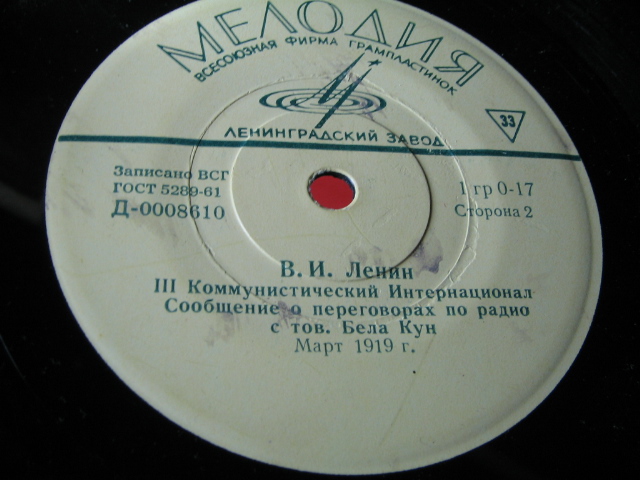 МЕЛОДИЯ
ВСЕСОЮЗНАЯ ФИРМА ГРАМПЛАСТИНОК
ЛЕНИНГРАДСКИЙ ЗАВОД
33
Записано ВСГ
ГОСТ 5289-61
Д-0008610
1 гр 0-17
Сторона 2
В. И. Ленин
III Коммунистический Интернационал
Сообщение о переговорах по радио
с тов. Бела Кун
Март 1919 г.